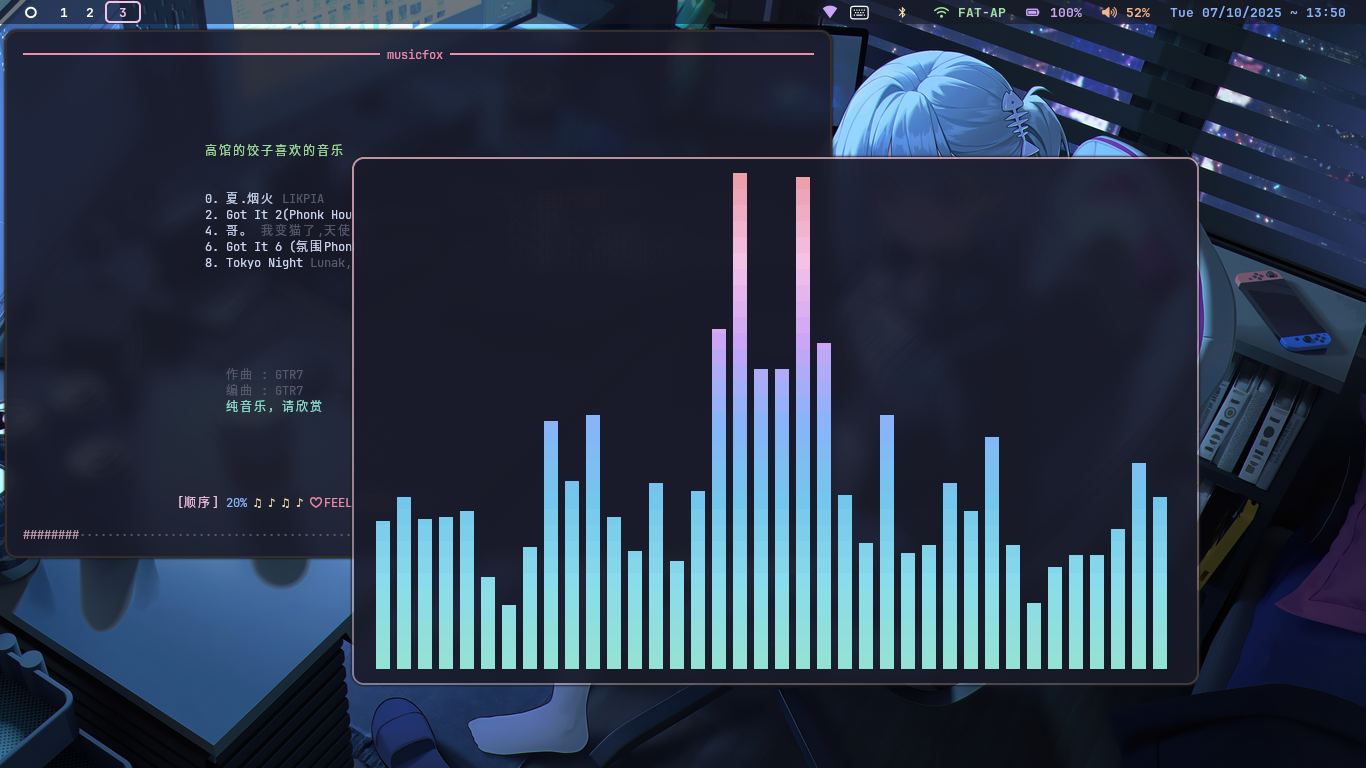 1 2 3 FAT-AP 100% 52% Tue 07/10/2025 ~ 13:50
musicfox
高馆的饺子喜欢的音乐
0. 夏.烟火 LIKPIA
2. Got It 2(Phonk Hou
4. 哥。 我变猫了,天使
6. Got It 6 (氛围Phon
8. Tokyo Night Lunak,
作曲 : GTR7
编曲 : GTR7
纯音乐，请欣赏
[顺序] 20% ♫ ♪ ♫ ♪ ♡FEEL
########